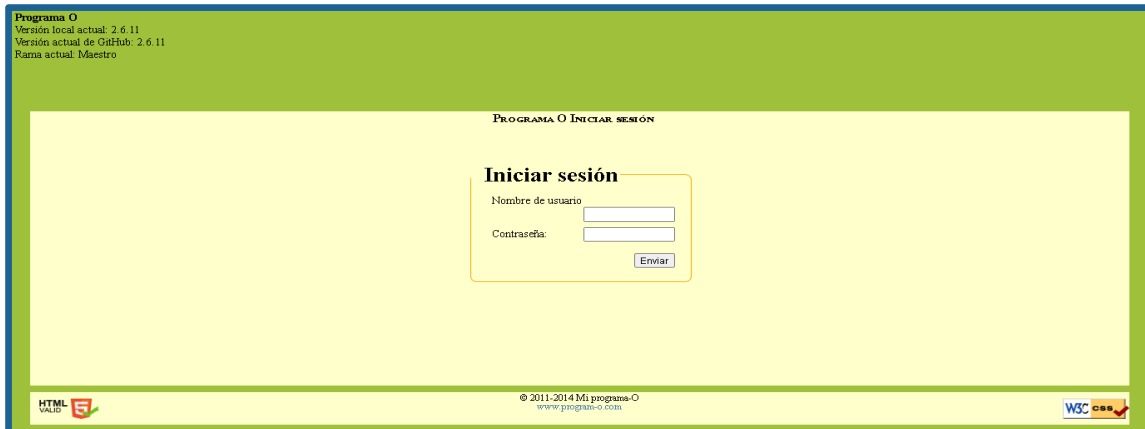 Programa O
Versión local actual: 2.6.11
Versión actual de GitHub: 2.6.11
Rama actual: Maestro
Programa O Iniciar sesión
Iniciar sesión
Nombre de usuario
Contraseña:
Enviar
HTML
VALID
© 2011-2014 Mi programa-O
www.program-o.com
W3C css